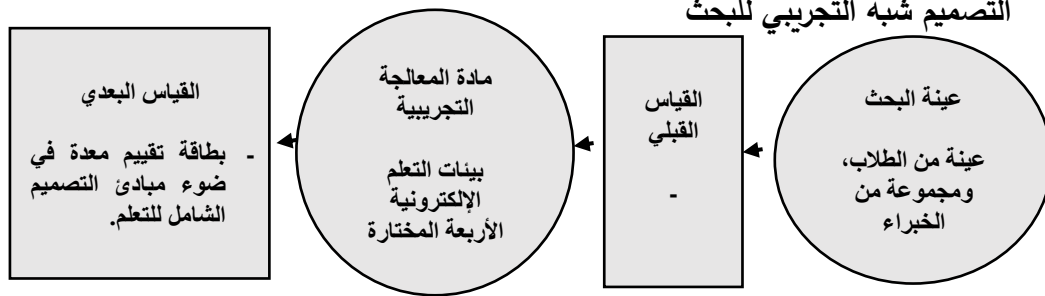 التصميم شبه التجريبي للبحث
عينة البحث
عينة من الطلاب،
ومجموعة من
الخبراء
القياس
القبلي
-
مادة المعالجة
التجريبية
بيئات التعلم
الإلكترونية
الأربعة المختارة
القياس البعدي
- بطاقة تقييم معدة في
ضوء مبادئ التصميم
الشامل للتعلم.